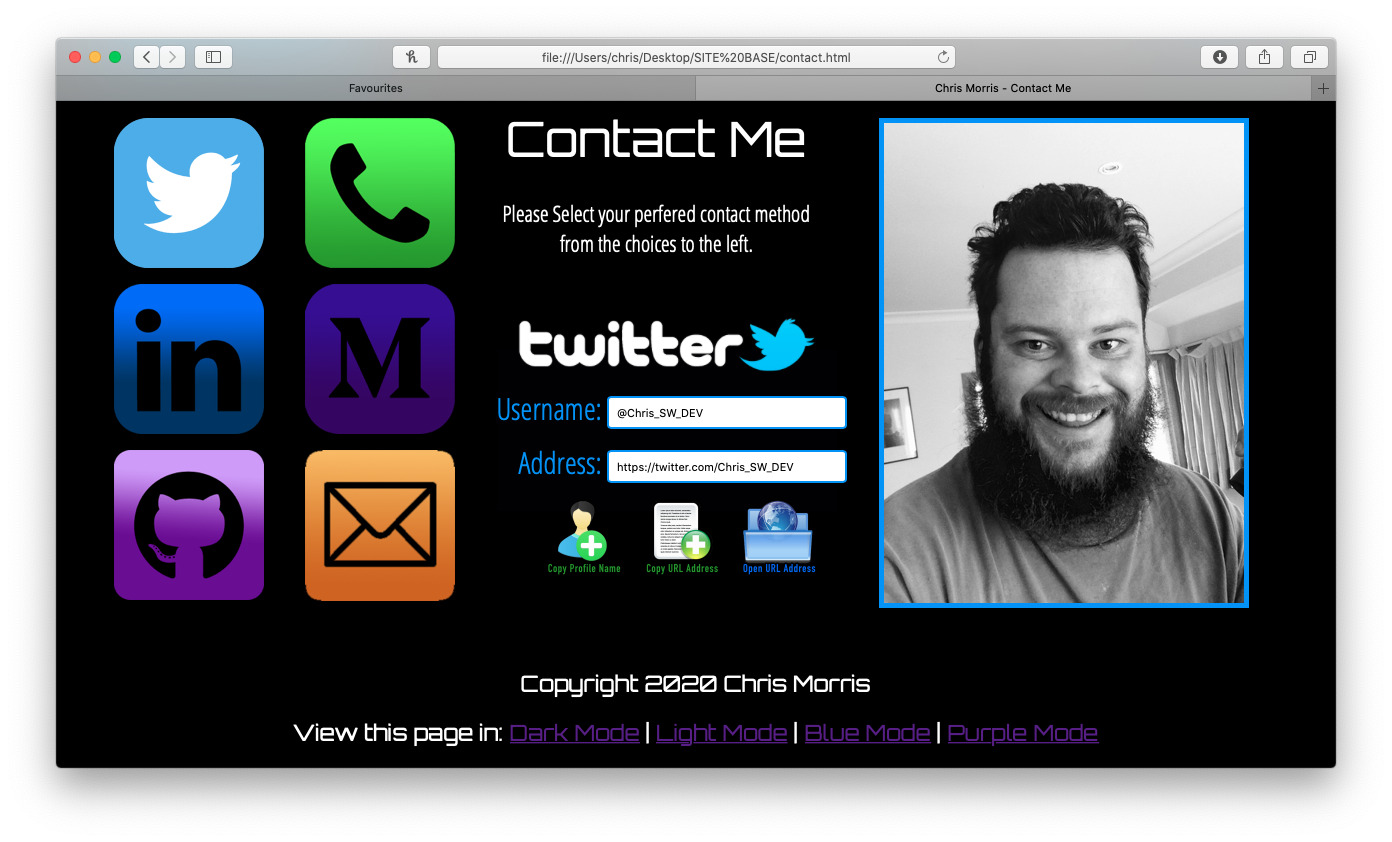 file:///Users/chris/Desktop/SITE%20BASE/contact.html
Favourites
Chris Morris - Contact Me
in
M
Contact Me
Please Select your perfered contact method
from the choices to the left.
twitter
Username: @Chris_SW_DEV
Address: https://twitter.com/Chris_SW_DEV
Copy Profile Name
Copy URL Address
Open URL Address
Copyright 2020 Chris Morris
View this page in: Dark Mode | Light Mode | Blue Mode | Purple Mode